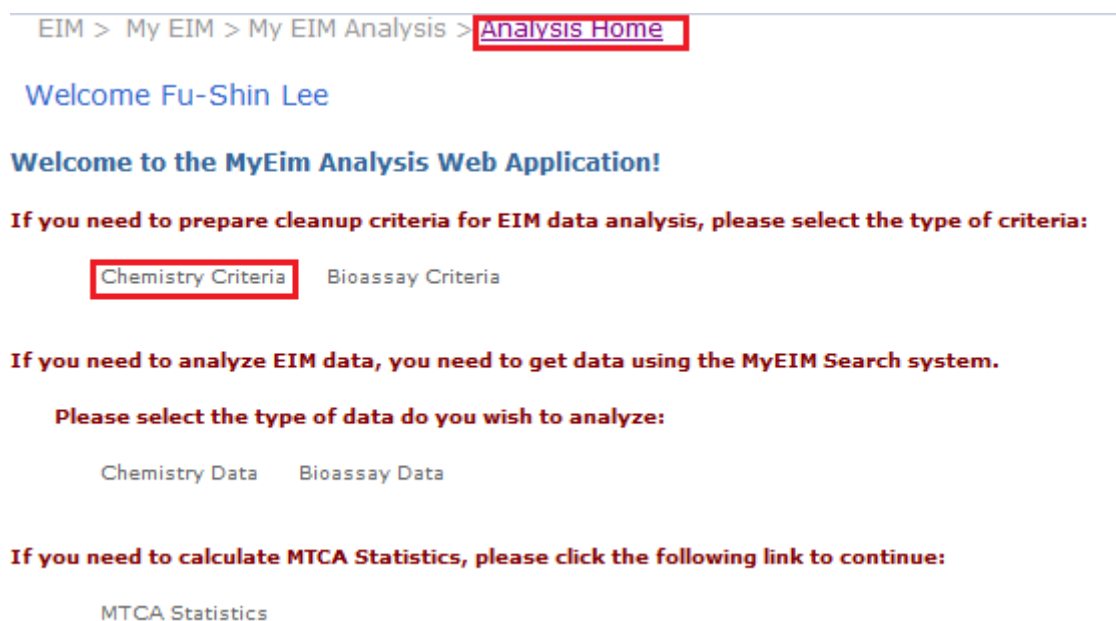 EIM > My EIM > My EIM Analysis > Analysis Home
Welcome Fu-Shin Lee
Welcome to the MyEim Analysis Web Application!
If you need to prepare cleanup criteria for EIM data analysis, please select the type of criteria:
Chemistry Criteria Bioassay Criteria
If you need to analyze EIM data, you need to get data using the MyEIM Search system.
Please select the type of data do you wish to analyze:
Chemistry Data Bioassay Data
If you need to calculate MTCA Statistics, please click the following link to continue:
MTCA Statistics